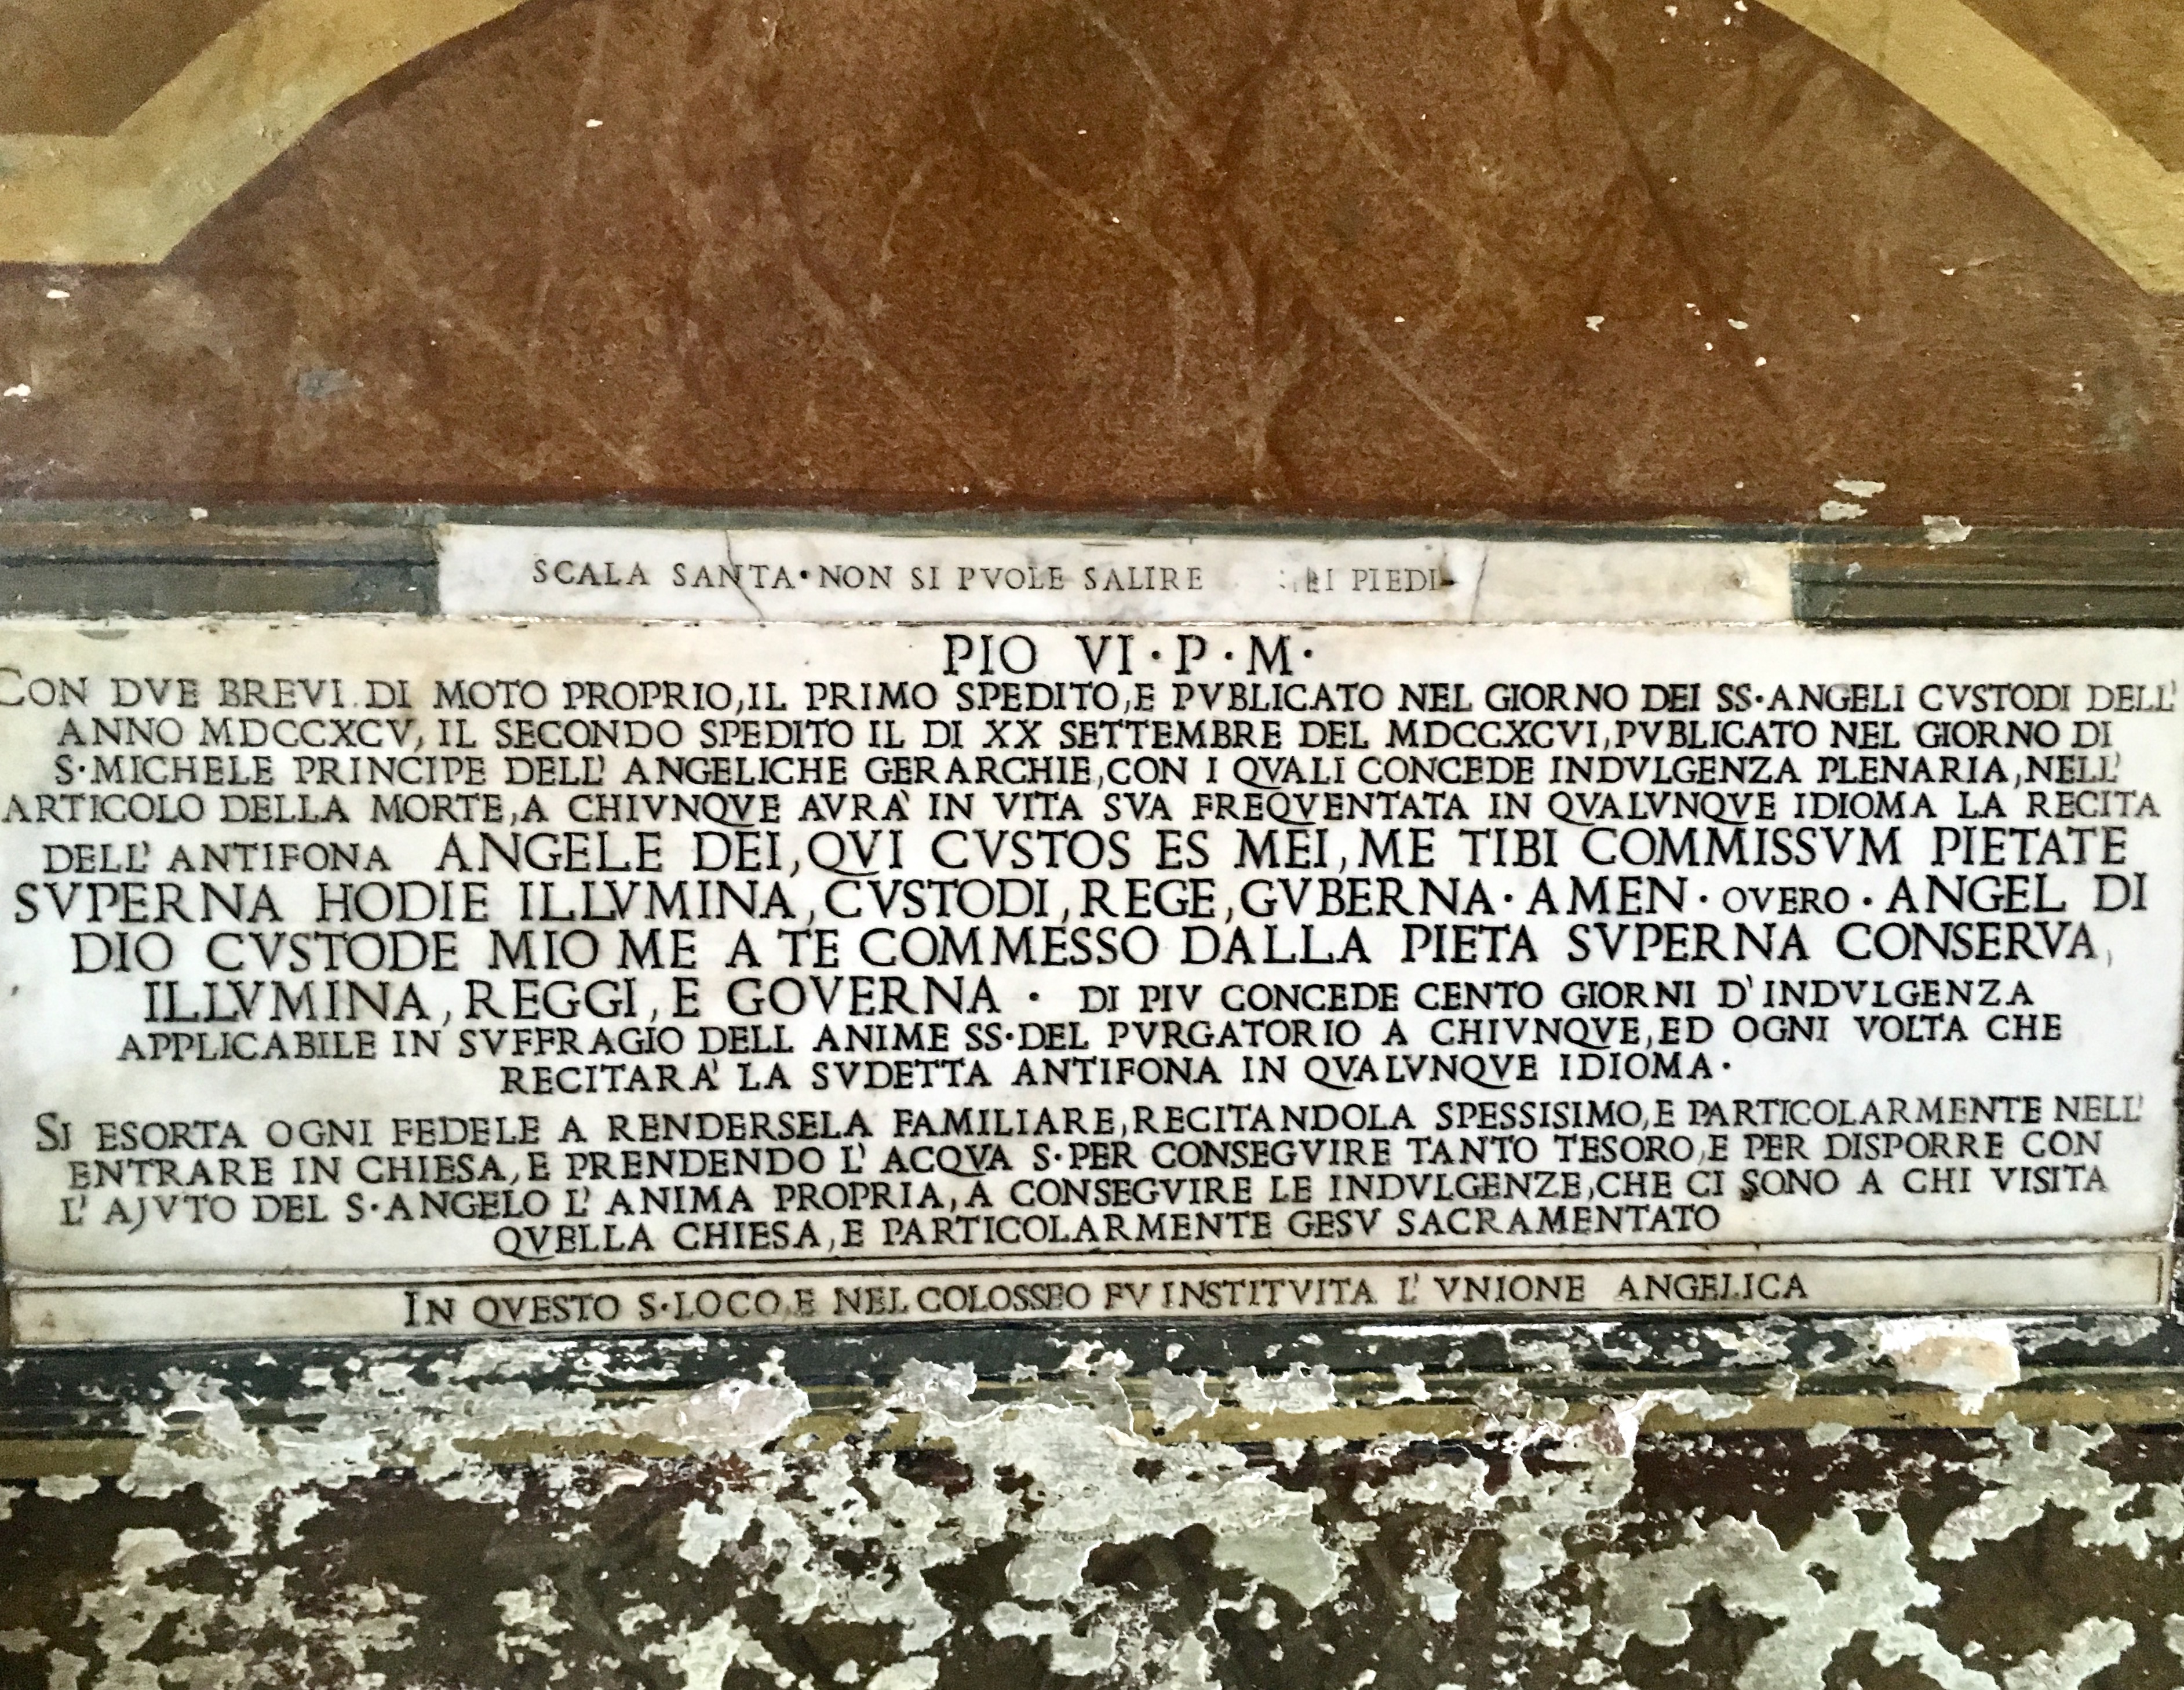 SCALA SANTA·NON SI PVOLE SALIRE PIEDI
PIO VI·P·M·
CON DVE BREVI DI MOTO PROPRIO, IL PRIMO SPEDITO, E PVBLICATO NEL GIORNO DEI SS·ANGELI CVSTODI DELL'
ANNO MDCCXCV, IL SECONDO SPEDITO IL DI XX SETTEMBRE DEL MDCCXCVI, PVBLICATO NEL GIORNO DI
S·MICHELE PRINCIPE DELL' ANGELICHE GERARCHIE, CON I QVALI CONCEDE INDVLGENZA PLENARIA, NELL'
ARTICOLO DELLA MORTE, A CHIVNQVE AVRA' IN VITA SVA FREQVENTATA IN QVALVNQVE IDIOMA LA RECITA
DELL' ANTIFONA ANGELE DEI, QVI CVSTOS ES MEI, ME TIBI COMMISSVM PIETATE
SVPERNA HODIE ILLVMINA, CVSTODI, REGE, GVBERNA·AMEN·OVERO·ANGEL DI
DIO CVSTODE MIO ME A TE COMMESSO DALLA PIETA SVPERNA CONSERVA,
ILLVMINA, REGGI, E GOVERNA · DI PIV CONCEDE CENTO GIORNI D'INDVLGENZA
APPLICABILE IN SVFFRAGIO DELL ANIME SS·DEL PVRGATORIO A CHIVNQVE, ED OGNI VOLTA CHE
RECITARA' LA SVDETTA ANTIFONA IN QVALVNQVE IDIOMA·
SI ESORTA OGNI FEDELE A RENDERSELA FAMILIARE, RECITANDOLA SPESSISIMO, E PARTICOLARMENTE NELL'
ENTRARE IN CHIESA, E PRENDENDO L' ACQVA S·PER CONSEGVIRE TANTO TESORO, E PER DISPORRE CON
L' AJVTO DEL S·ANGELO L' ANIMA PROPRIA, A CONSEGVIRE LE INDVLGENZE, CHE CI SONO A CHI VISITA
QVELLA CHIESA, E PARTICOLARMENTE GESV SACRAMENTATO
IN QVESTO S·LOCO E NEL COLOSSEO FV INSTITVITA L' VNIONE ANGELICA